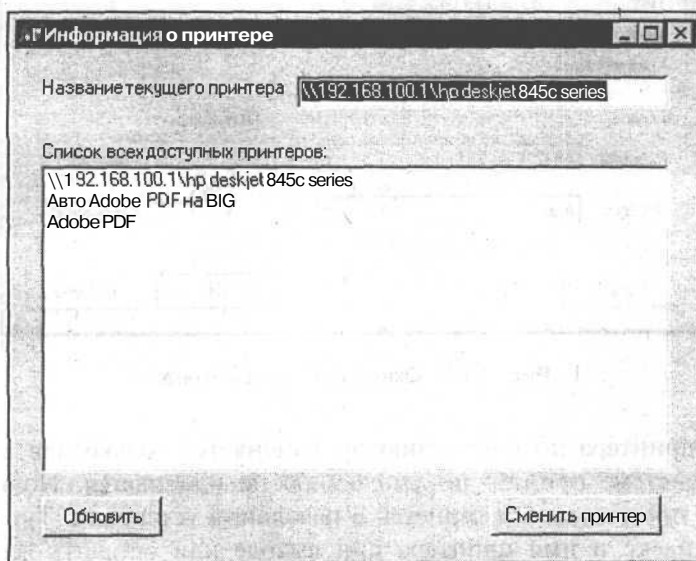 Информация о принтере
Название текущего принтера \\192.168.100.1\hp deskjet 845c series
Список всех доступных принтеров:
\\192.168.100.1\hp deskjet 845c series
Авто Adobe PDF на BIG
Adobe PDF
Обновить Сменить принтер